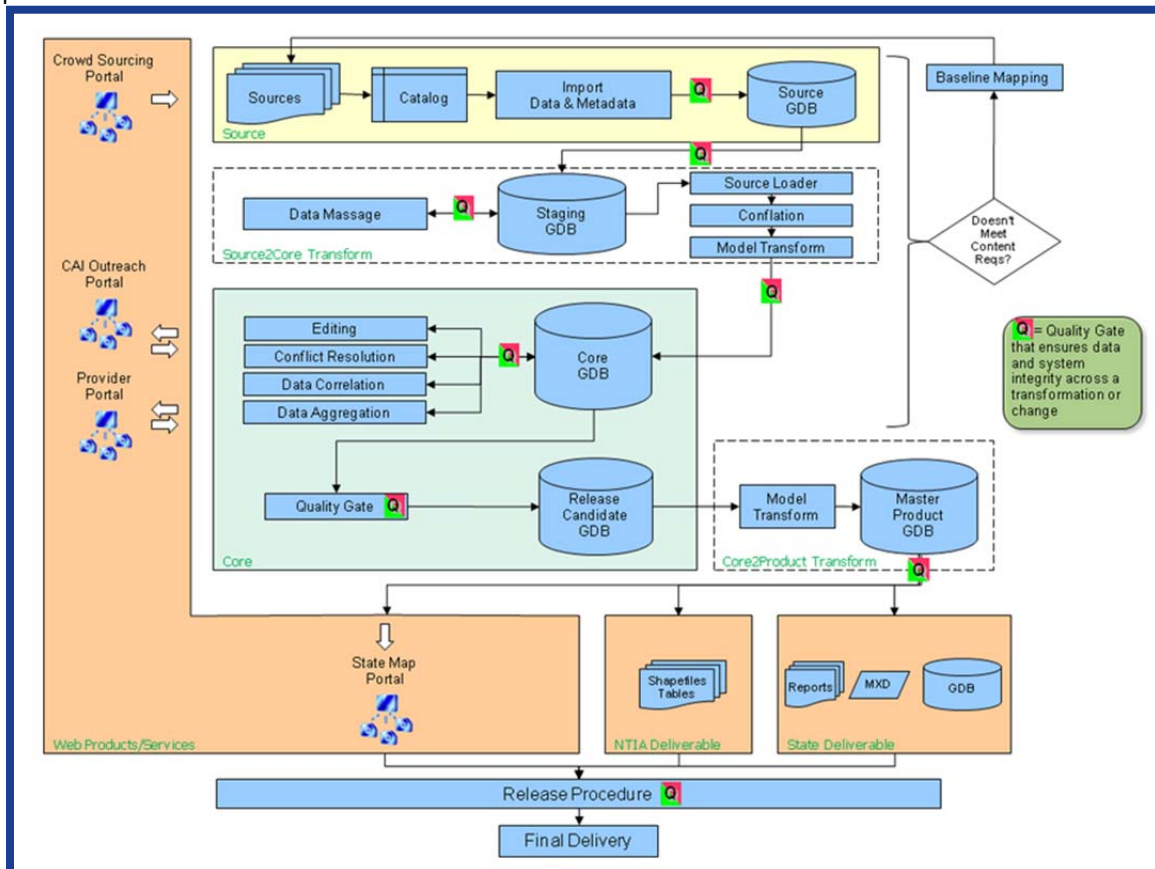 Crowd Sourcing
Portal
Sources
Catalog
Import
Data & Metadata
Q
Source
GDB
Source
Baseline Mapping
Q
Data Massage
Q
Staging
GDB
Source Loader
Conflation
Model Transform
Source2Core Transform
Doesn't
Meet
Content
Reqs?
CAI Outreach
Portal
Provider
Portal
Q
Editing
Conflict Resolution
Data Correlation
Data Aggregation
Q
Core
GDB
Q = Quality Gate
that ensures data
and system
integrity across a
transformation or
change
Quality Gate Q
Release
Candidate
GDB
Core
Model
Transform
Master
Product
GDB
Core2Product Transform
Q
State Map
Portal
Web Products/Services
Shapefiles
Tables
NTIA Deliverable
Reports
MXD
GDB
State Deliverable
Release Procedure Q
Final Delivery